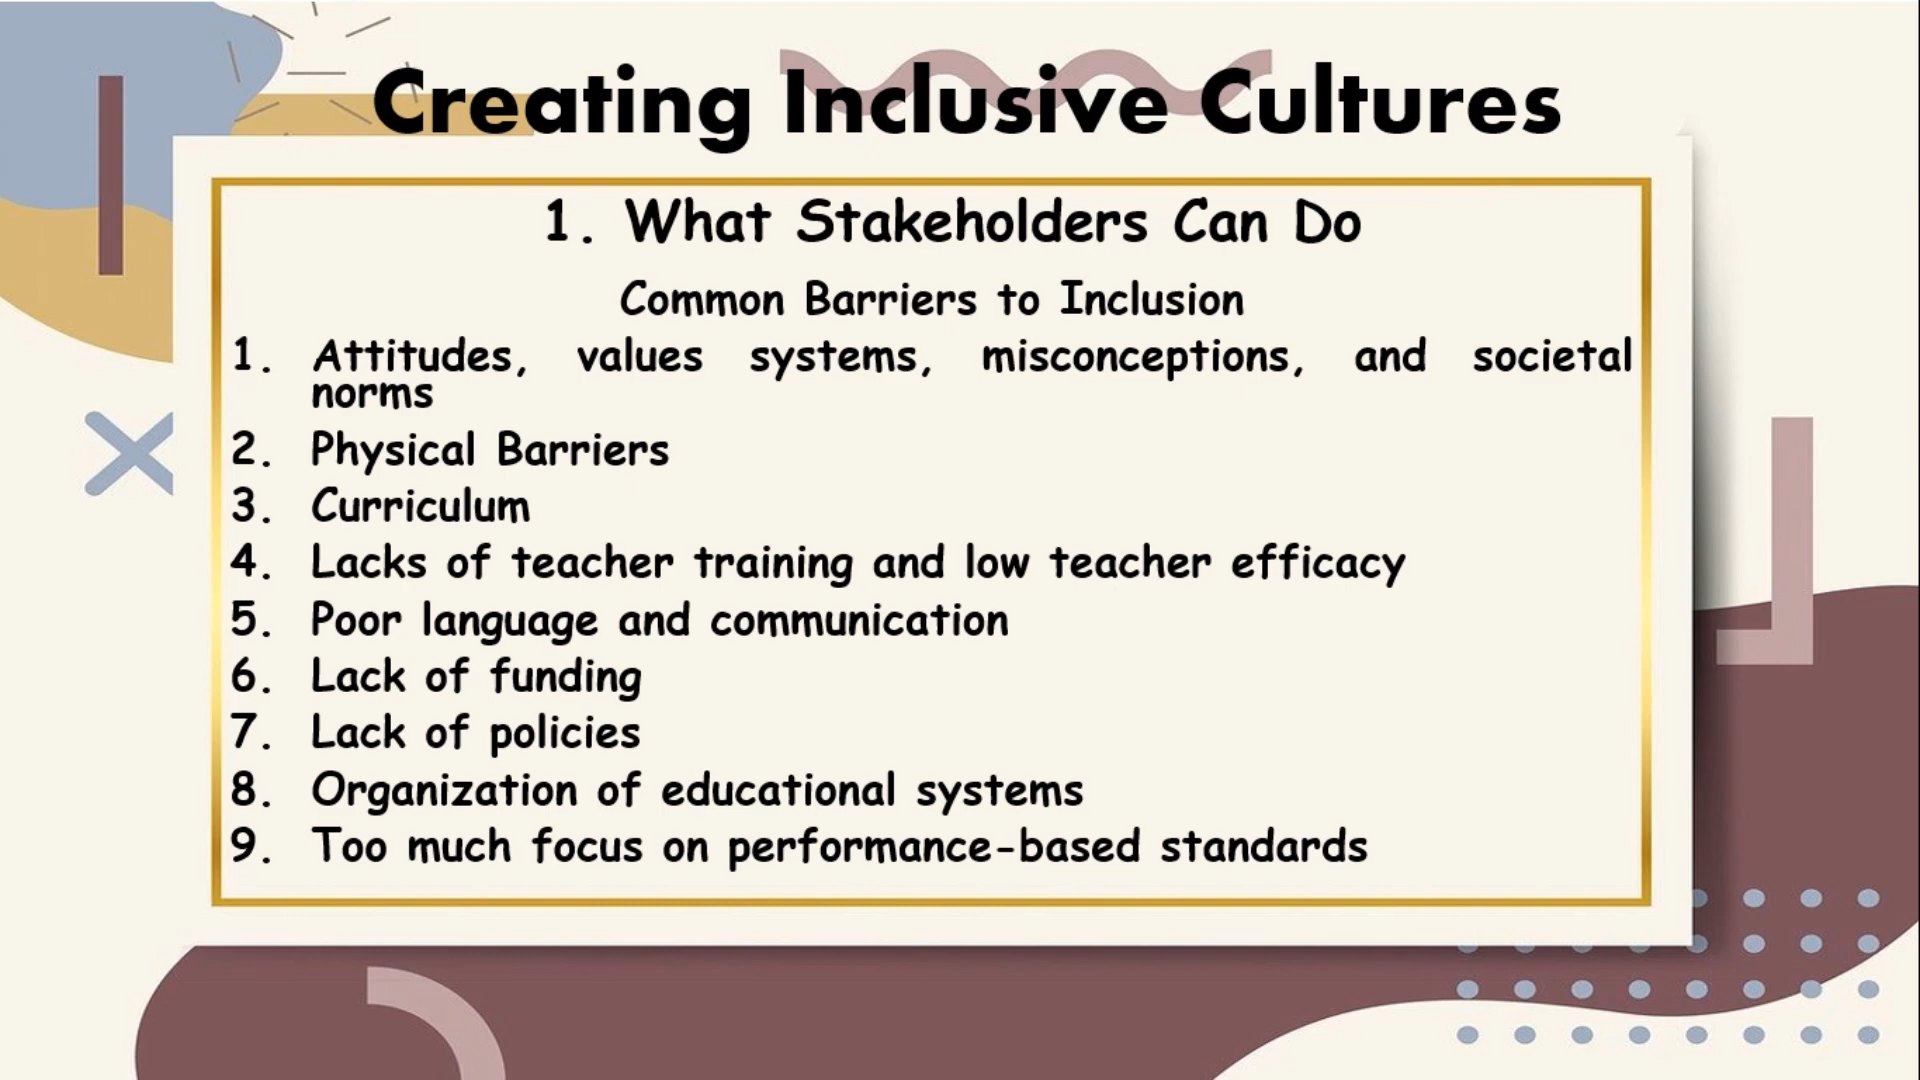 Creating Inclusive Cultures
1. What Stakeholders Can Do
Common Barriers to Inclusion
1. Attitudes, values systems, misconceptions, and societal
norms
2. Physical Barriers
3. Curriculum
4. Lacks of teacher training and low teacher efficacy
5. Poor language and communication
6. Lack of funding
7. Lack of policies
8. Organization of educational systems
9. Too much focus on performance-based standards